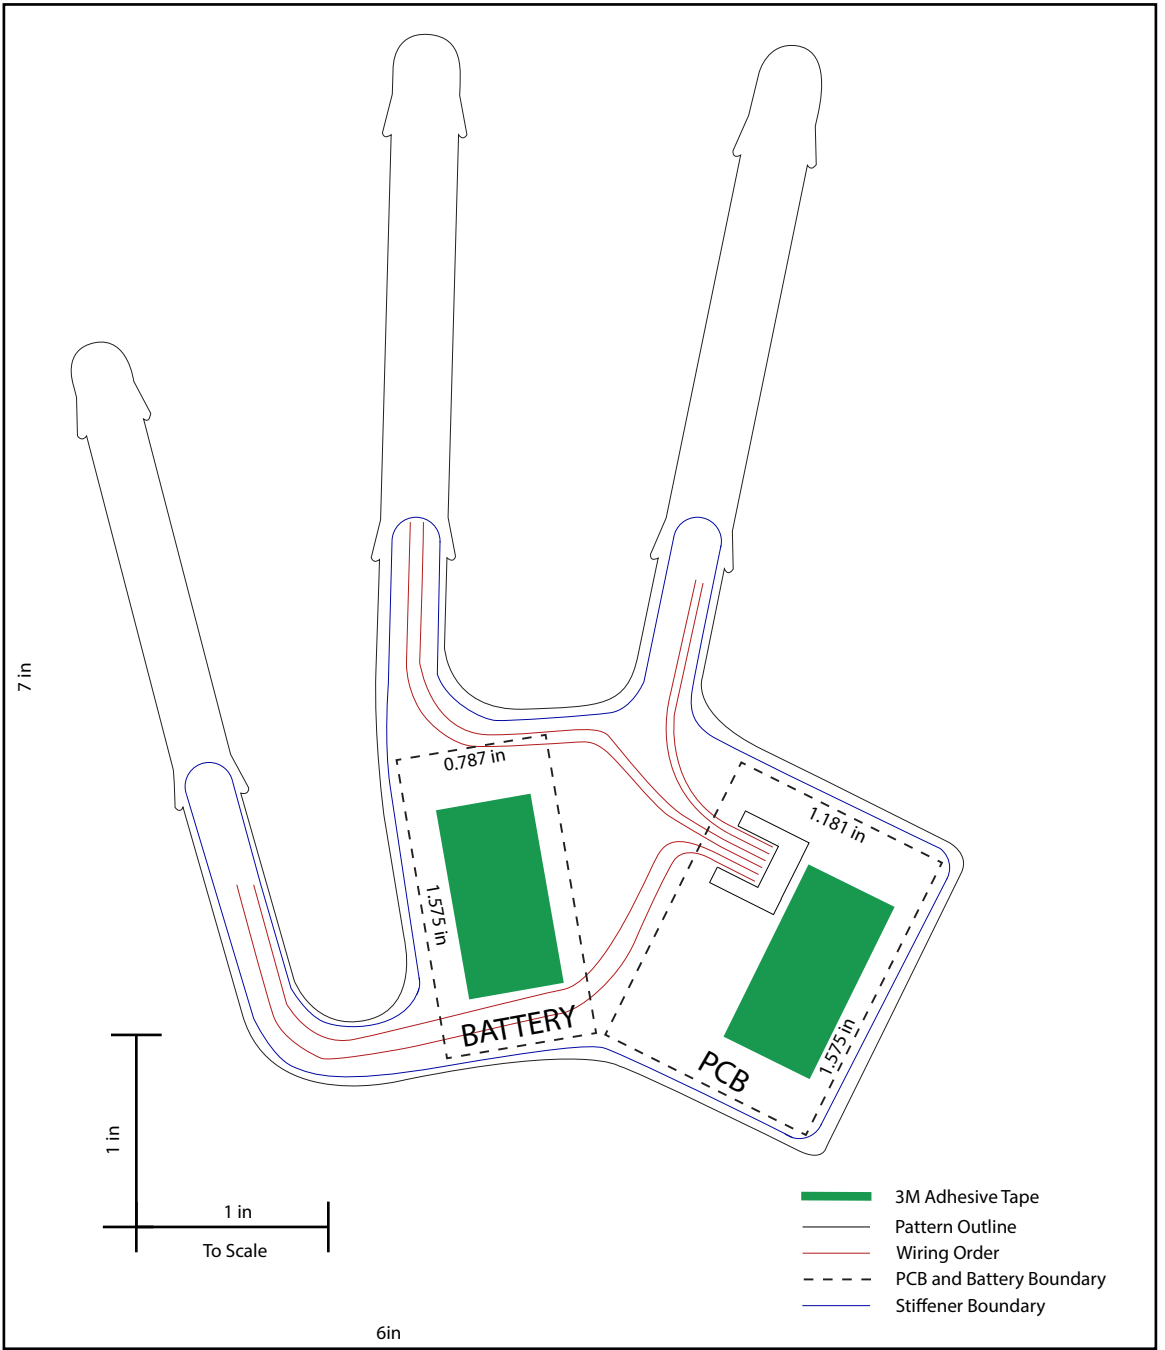 7 in
0.787 in
1.181 in
1.575 in
BATTERY
1.575 in
PCB
1 in
1 in
To Scale
3M Adhesive Tape
Pattern Outline
Wiring Order
PCB and Battery Boundary
Stiffener Boundary
6in